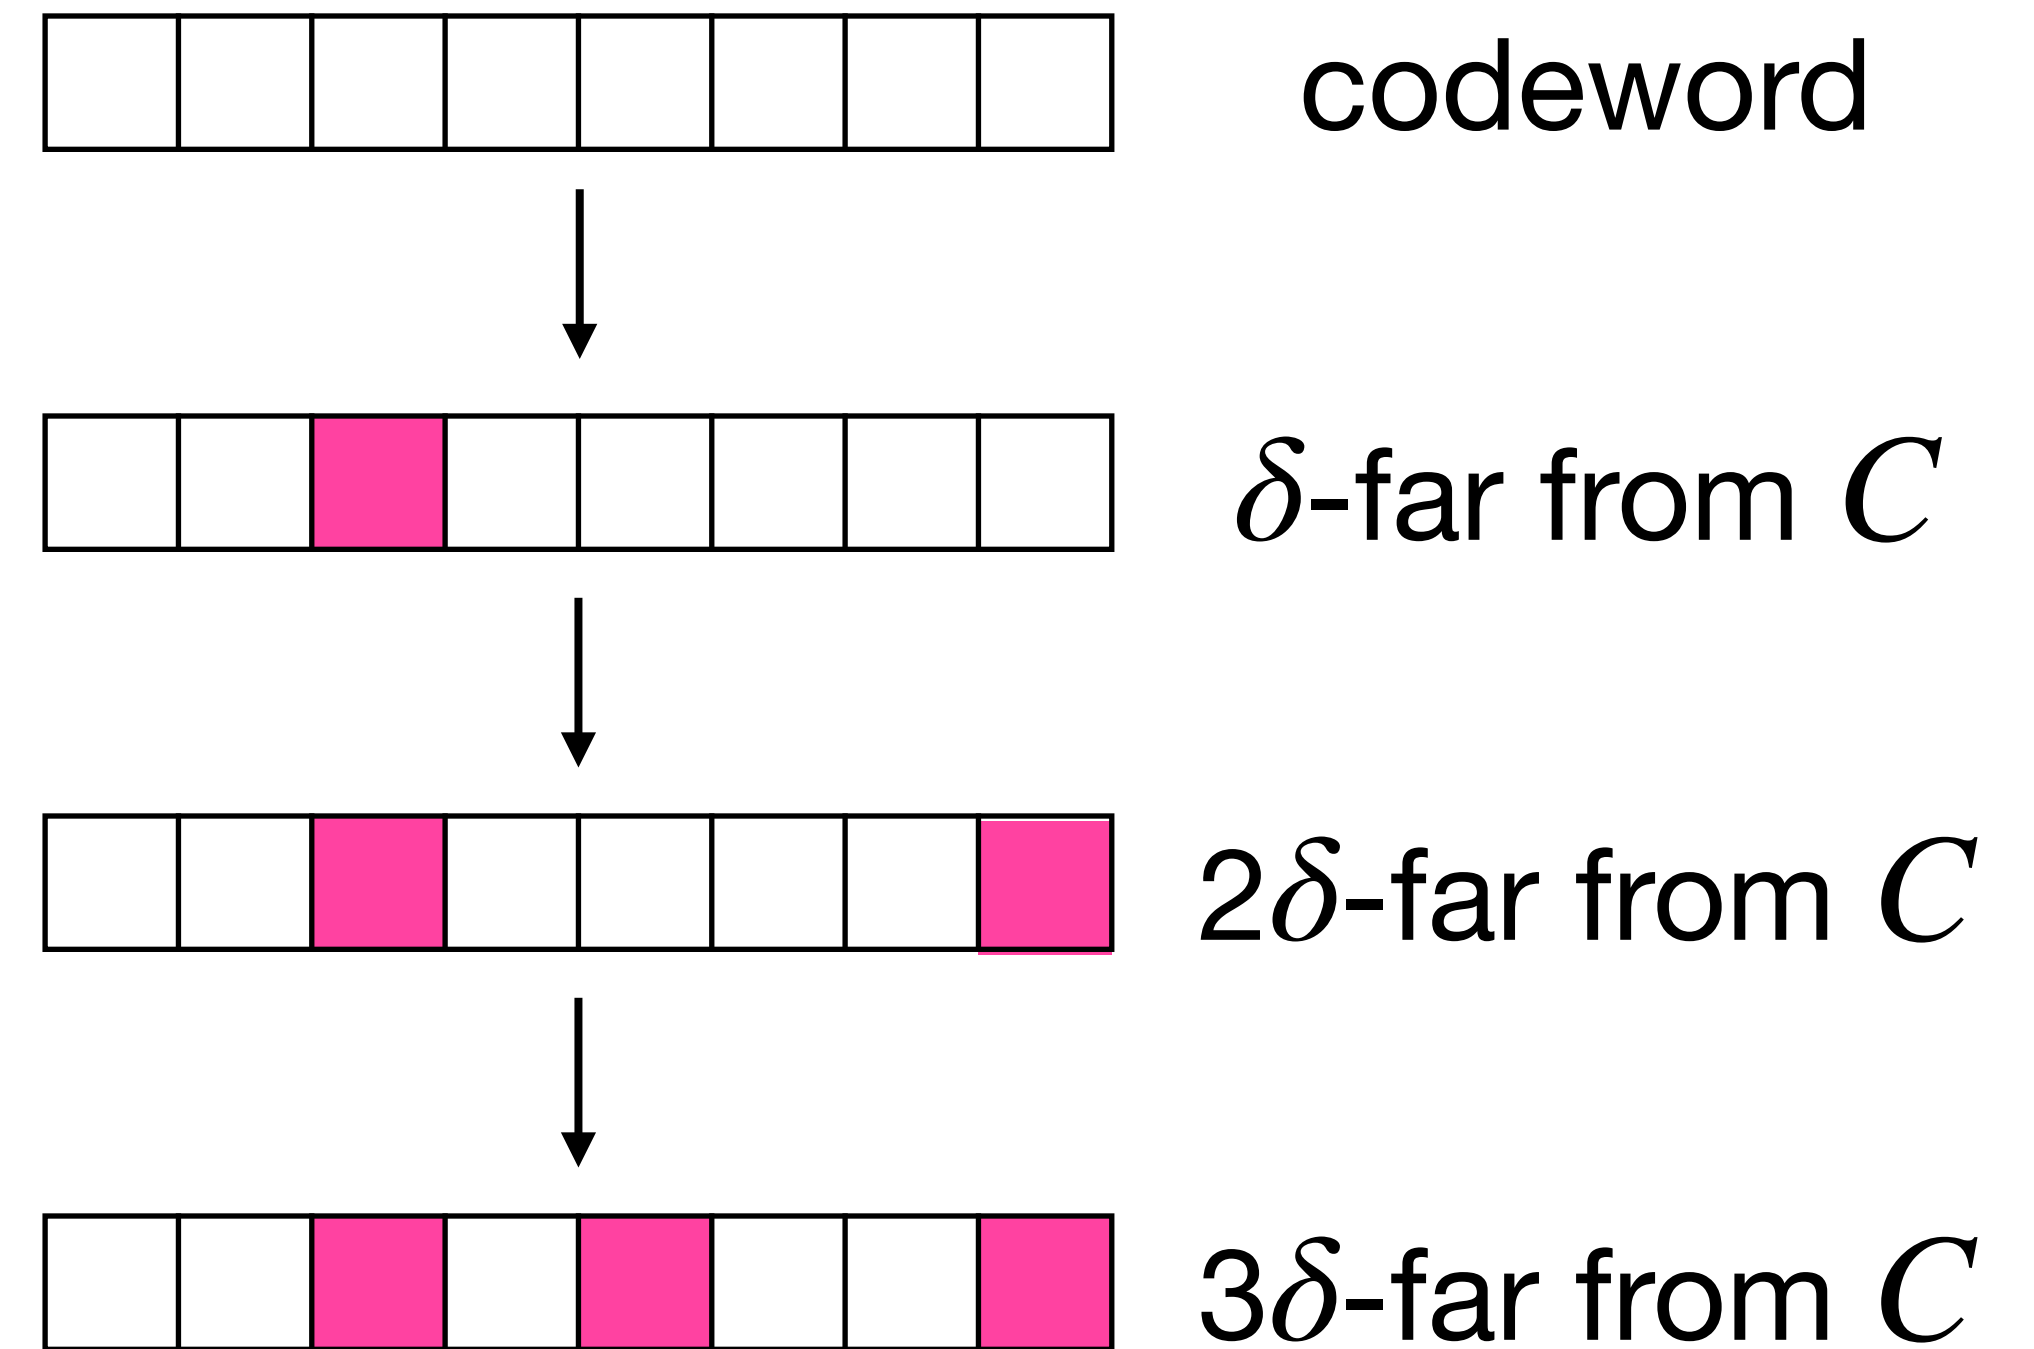 codeword
δ-far from C
2δ-far from C
3δ-far from C